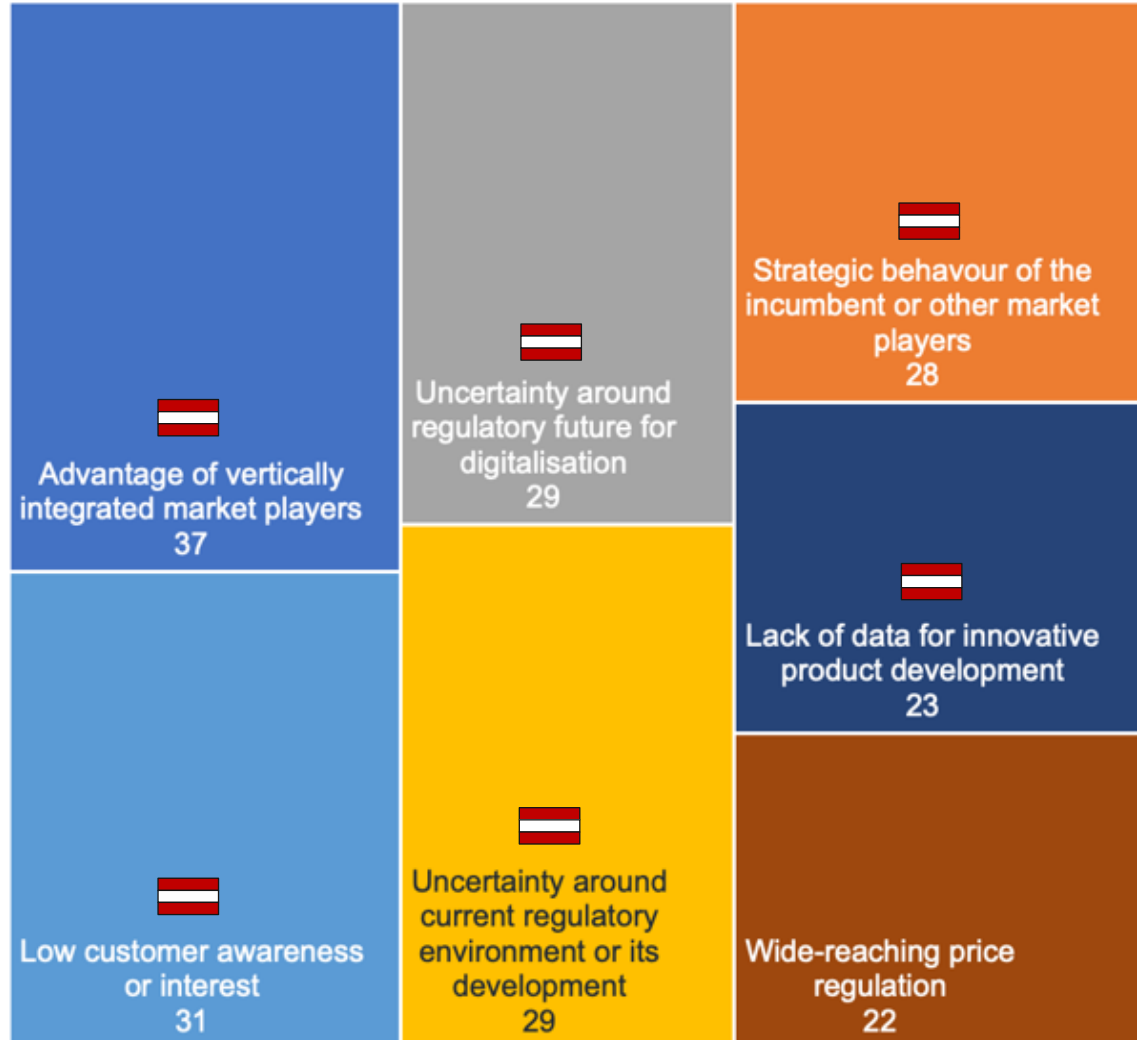 Advantage of vertically
integrated market players
37
Low customer awareness
or interest
31
Uncertainty around
regulatory future for
digitalisation
29
Uncertainty around
current regulatory
environment or its
development
29
Strategic behavour of the
incumbent or other market
players
28
Lack of data for innovative
product development
23
Wide-reaching price
regulation
22